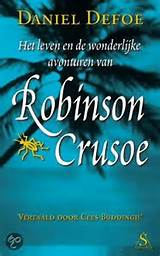 DANIEL DEFOE
Het leven en de wonderlijke
avonturen van
Robinson
Crusoe
VERTAALD DOOR CEES BUDDINGH'
S